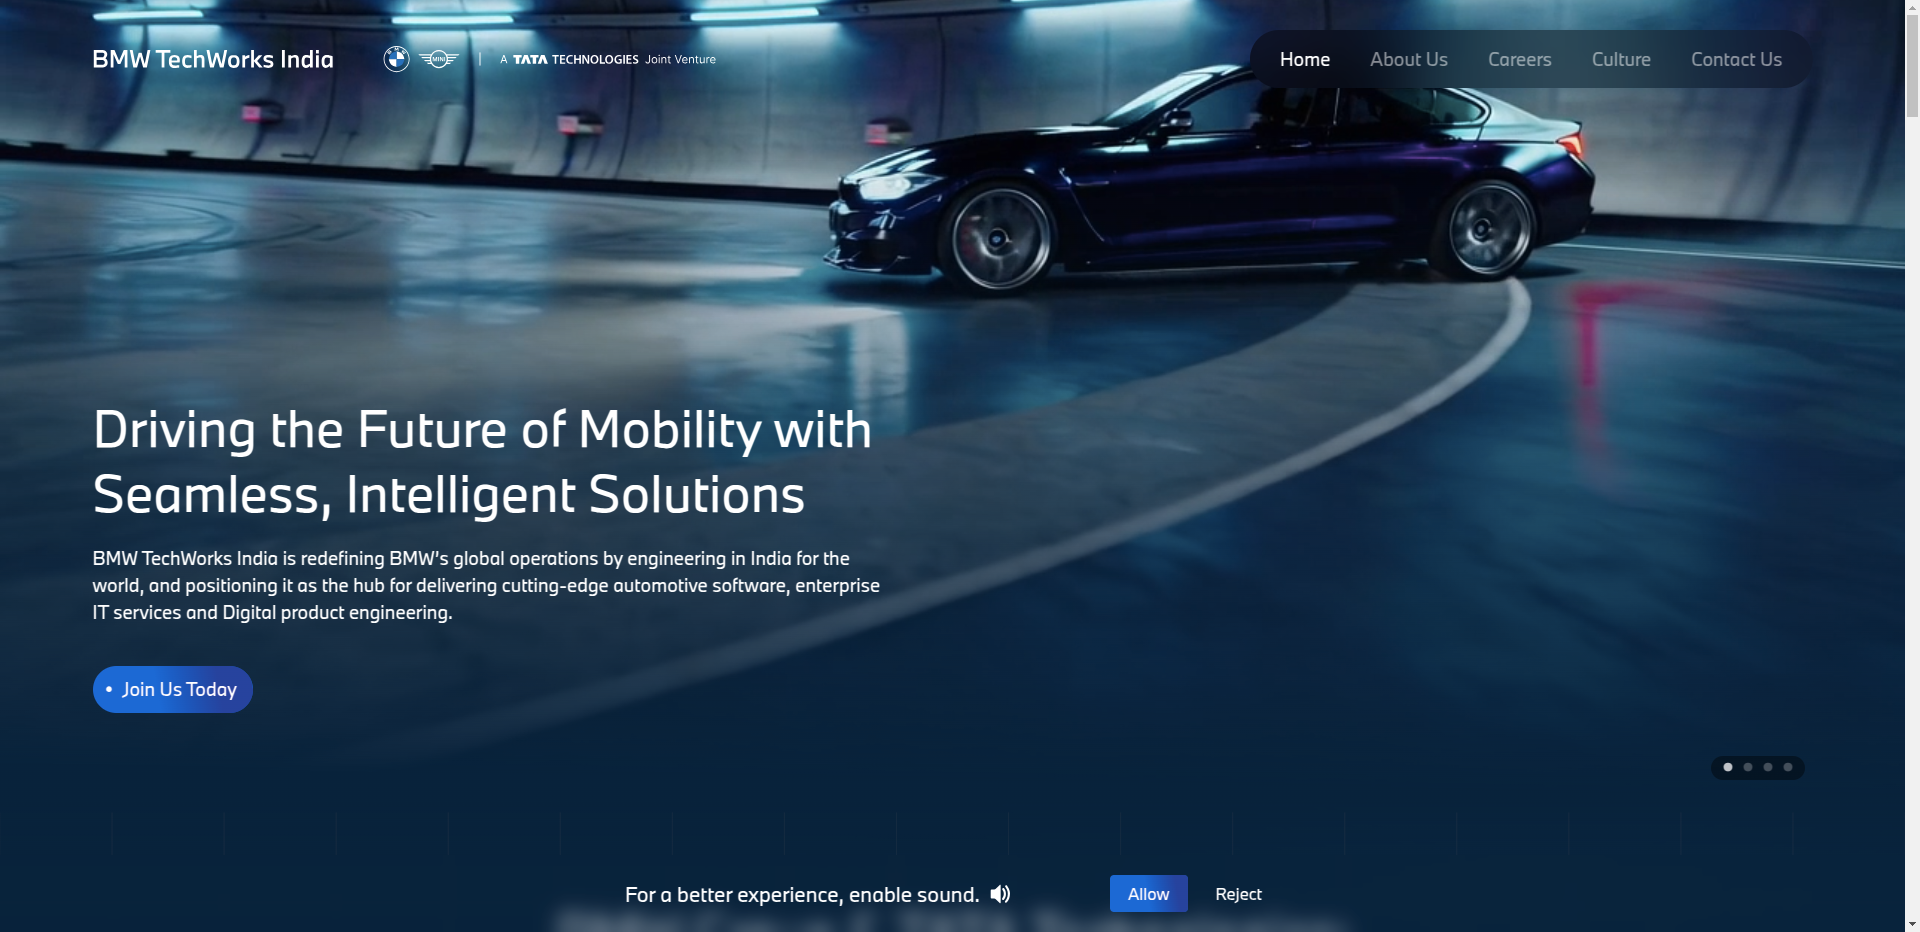 BMW TechWorks India
MINI
A TATA TECHNOLOGIES Joint Venture
Home
About Us
Careers
Culture
Contact Us
Driving the Future of Mobility with
Seamless, Intelligent Solutions
BMW TechWorks India is redefining BMW's global operations by engineering in India for the
world, and positioning it as the hub for delivering cutting-edge automotive software, enterprise
IT services and Digital product engineering.
Join Us Today
For a better experience, enable sound.
Allow
Reject